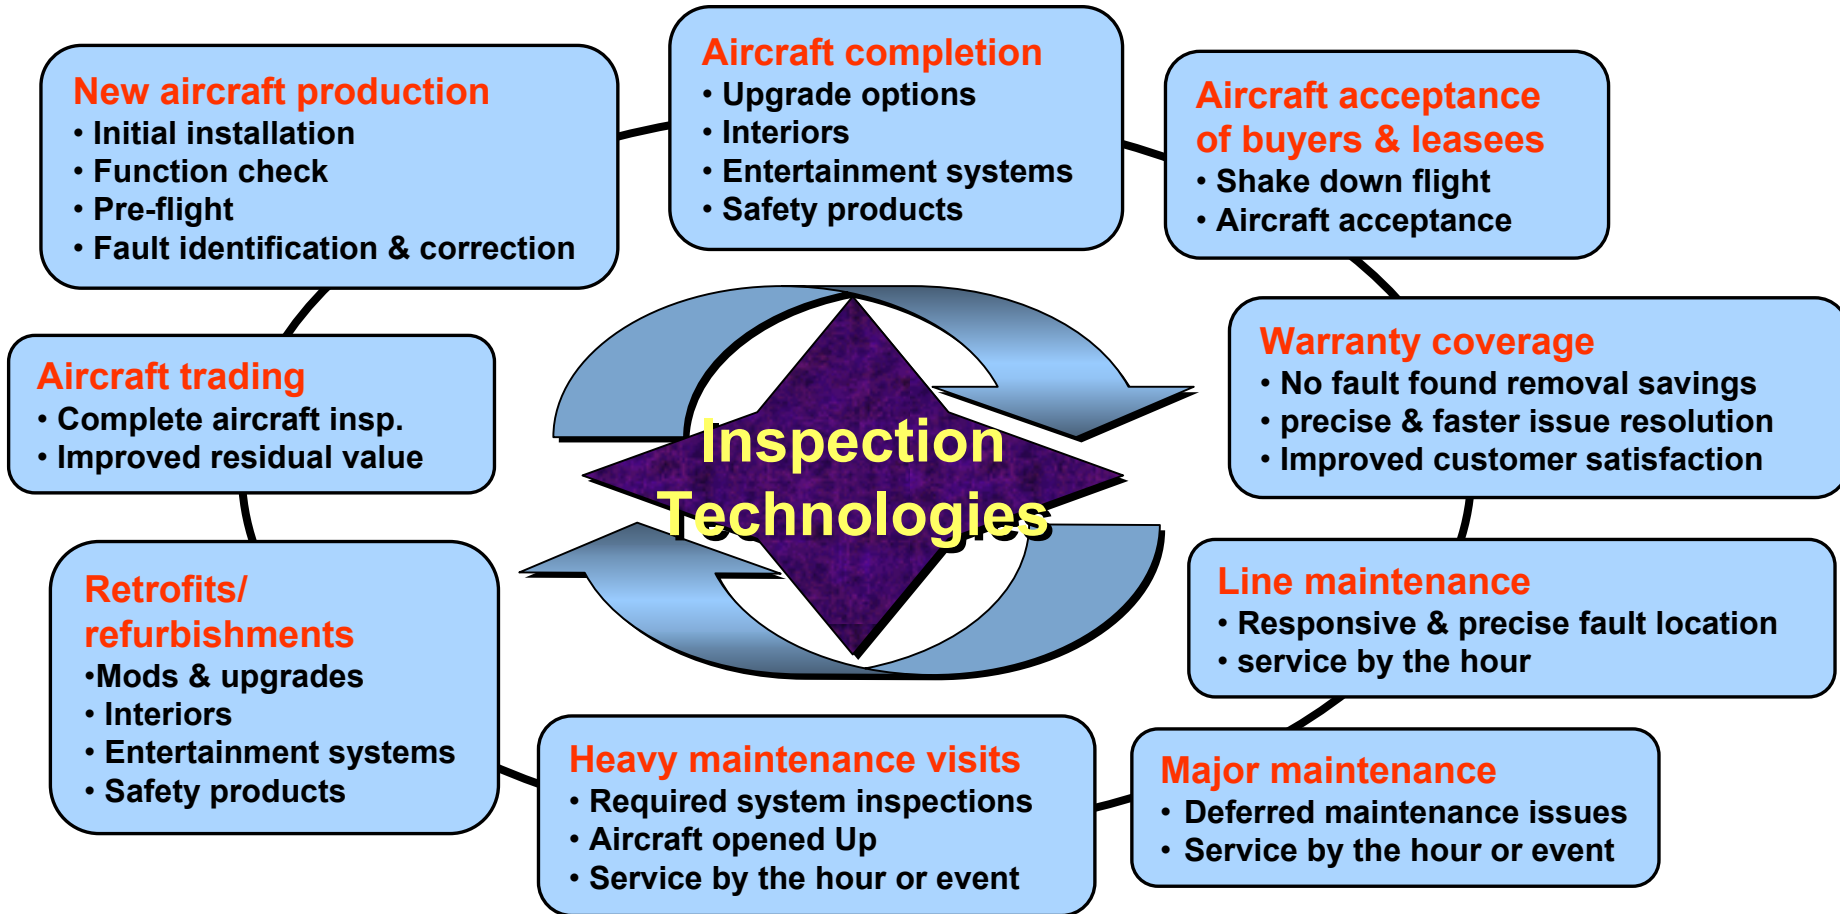 New aircraft production
• Initial installation
• Function check
• Pre-flight
• Fault identification & correction
Aircraft completion
• Upgrade options
• Interiors
• Entertainment systems
• Safety products
Aircraft acceptance
of buyers & leasees
• Shake down flight
• Aircraft acceptance
Warranty coverage
• No fault found removal savings
• precise & faster issue resolution
• Improved customer satisfaction
Line maintenance
• Responsive & precise fault location
• service by the hour
Major maintenance
• Deferred maintenance issues
• Service by the hour or event
Heavy maintenance visits
• Required system inspections
• Aircraft opened Up
• Service by the hour or event
Retrofits/
refurbishments
•Mods & upgrades
• Interiors
• Entertainment systems
• Safety products
Aircraft trading
• Complete aircraft insp.
• Improved residual value
Inspection
Technologies